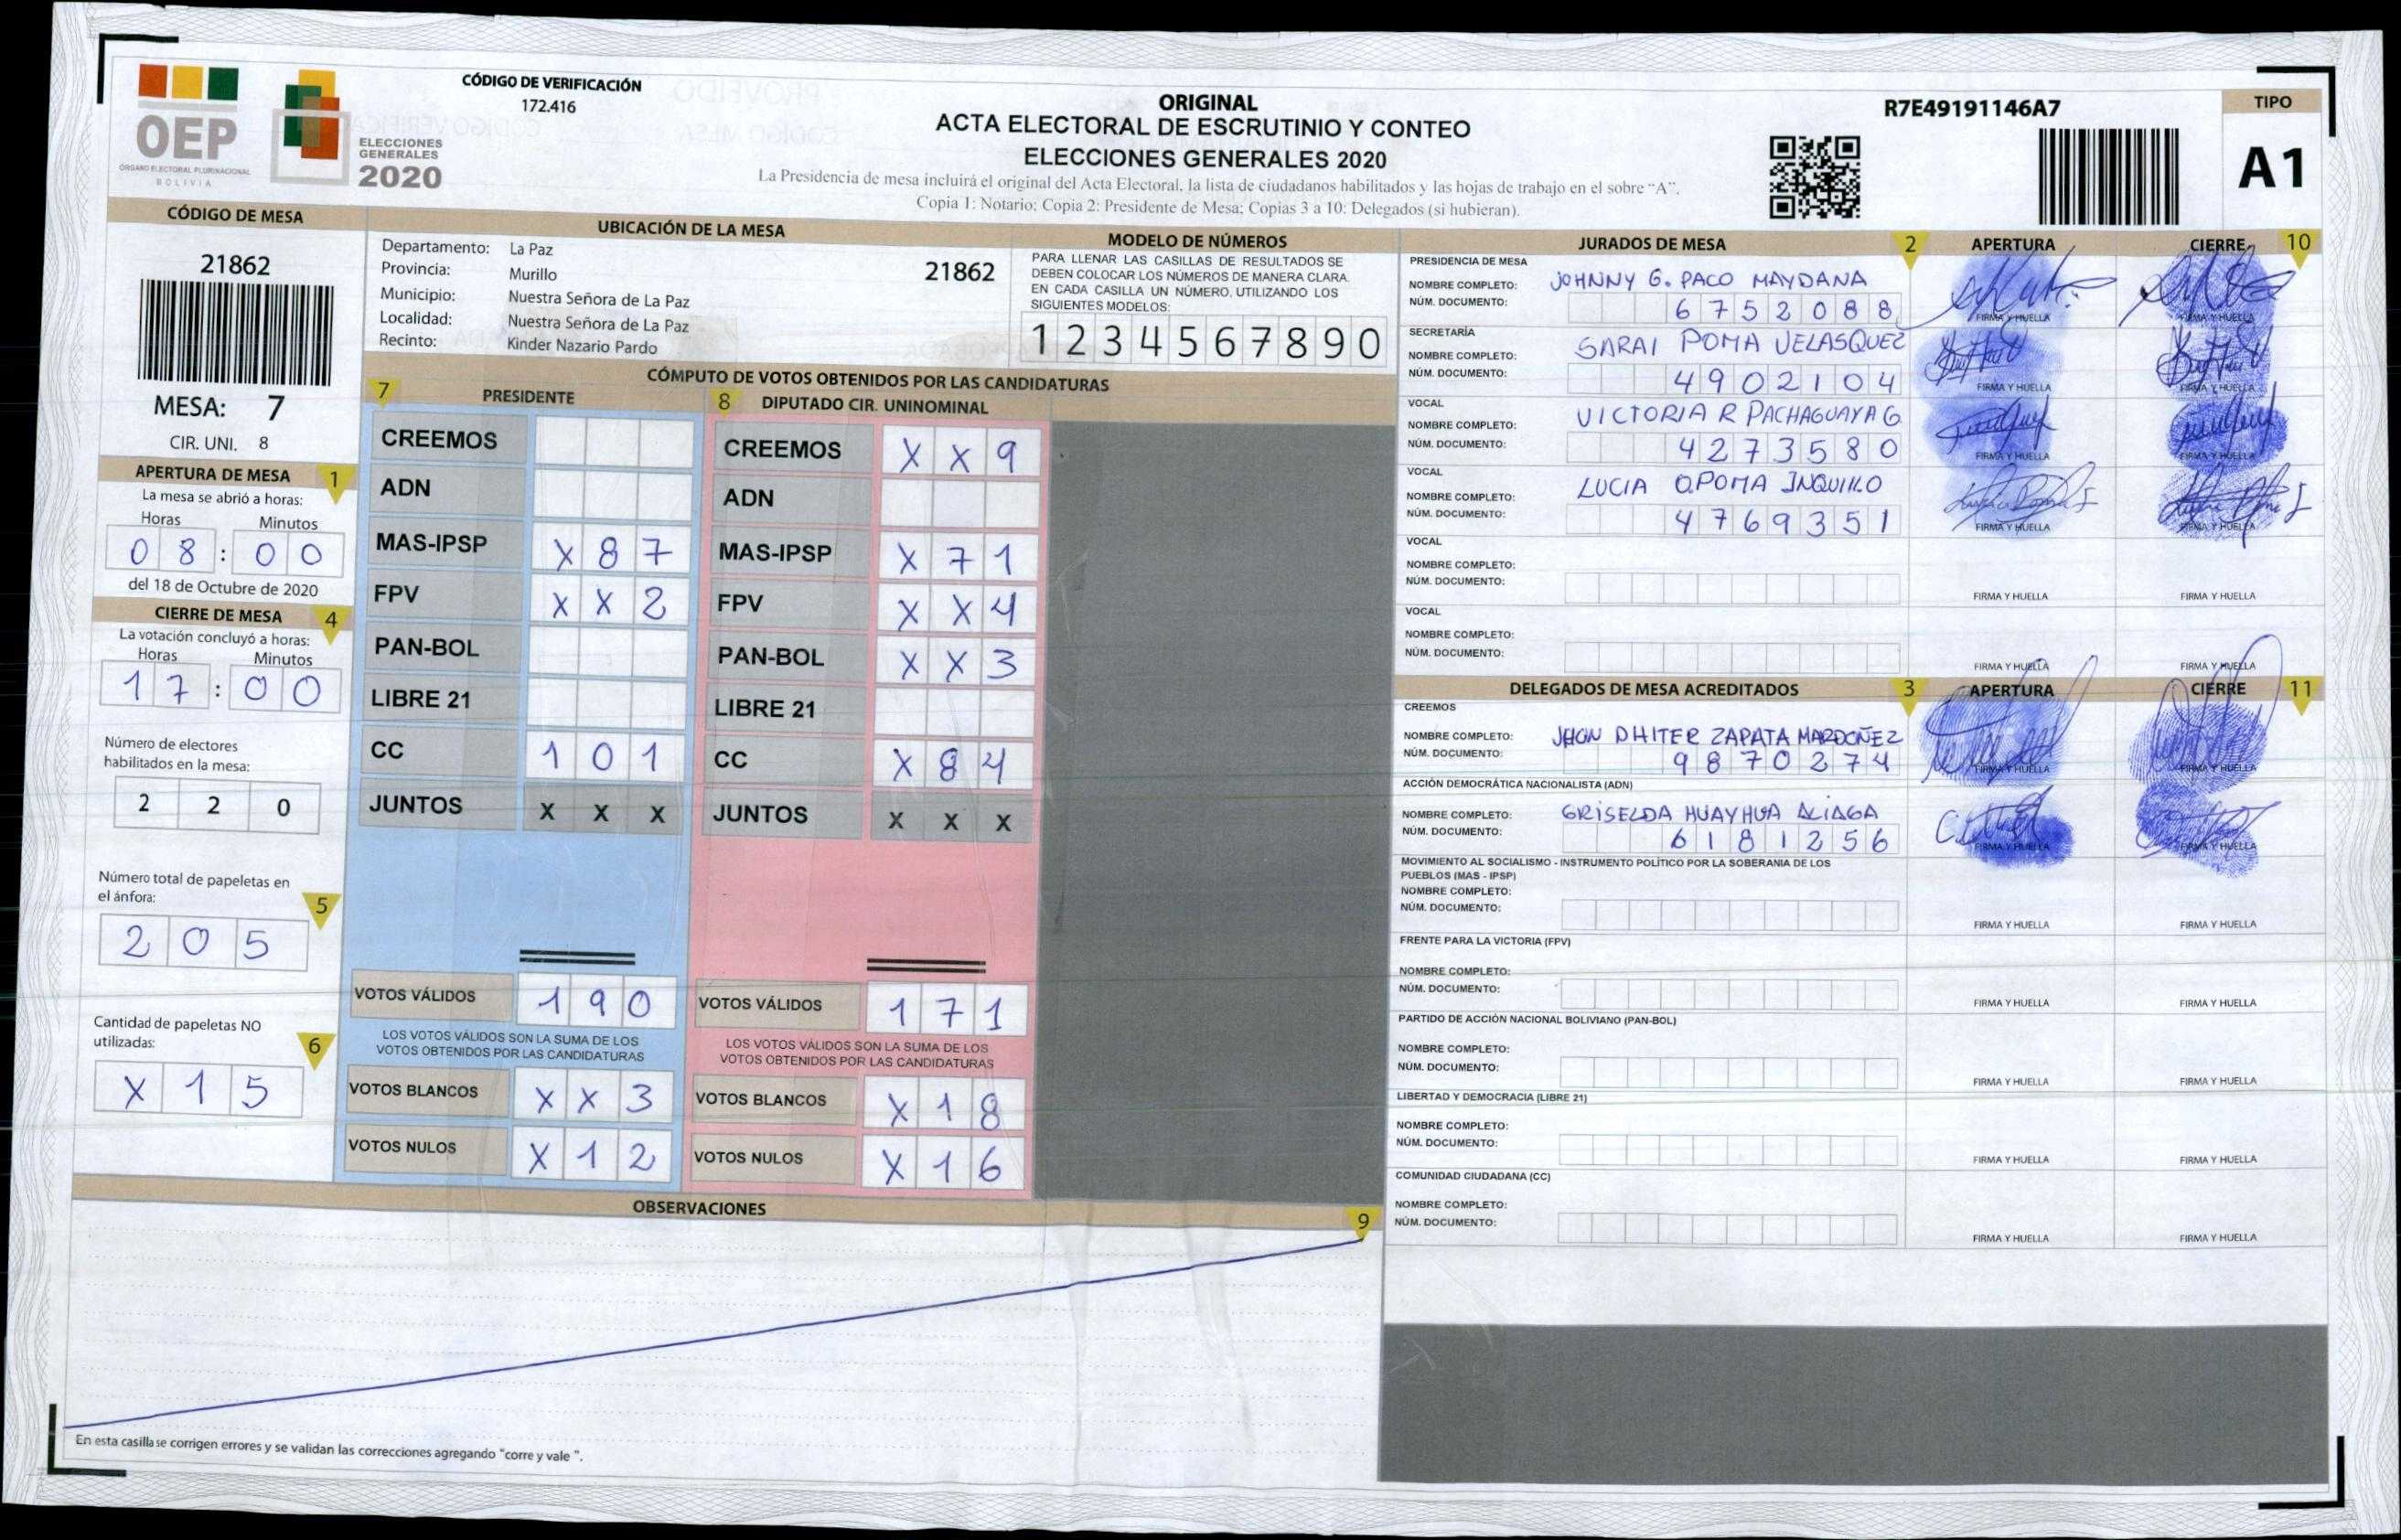 OEP
ÓRGANO ELECTORAL PLURINACIONAL
BOLIVIA
ELECCIONES
GENERALES
2020
CÓDIGO DE VERIFICACIÓN
172.416
ORIGINAL
ACTA ELECTORAL DE ESCRUTINIO Y CONTEO
ELECCIONES GENERALES 2020
La Presidencia de mesa incluirá el original del Acta Electoral, la lista de ciudadanos habilitados y las hojas de trabajo en el sobre "A".
Copia 1: Notario; Copia 2: Presidente de Mesa; Copias 3 a 10: Delegados (si hubieran).
R7E49191146A7
TIPO
A1
CÓDIGO DE MESA
21862
MESA: 7
CIR. UNI. 8
APERTURA DE MESA 1
La mesa se abrió a horas:
Horas Minutos
0 8 : 0 0
del 18 de Octubre de 2020
CIERRE DE MESA 4
La votación concluyó a horas:
Horas Minutos
1 7 : 0 0
Número de electores
habilitados en la mesa:
2 2 0
Número total de papeletas en
el ánfora:
5
2 0 5
Cantidad de papeletas NO
utilizadas:
6
X 1 5
UBICACIÓN DE LA MESA
Departamento: La Paz
Provincia: Murillo
21862
Municipio: Nuestra Señora de La Paz
Localidad: Nuestra Señora de La Paz
Recinto: Kinder Nazario Pardo
MODELO DE NÚMEROS
PARA LLENAR LAS CASILLAS DE RESULTADOS SE
DEBEN COLOCAR LOS NÚMEROS DE MANERA CLARA.
EN CADA CASILLA UN NÚMERO, UTILIZANDO LOS
SIGUIENTES MODELOS:
1 2 3 4 5 6 7 8 9 0
CÓMPUTO DE VOTOS OBTENIDOS POR LAS CANDIDATURAS
7 PRESIDENTE
CREEMOS
ADN
MAS-IPSP X 8 7
FPV X X 2
PAN-BOL
LIBRE 21
CC 1 0 1
JUNTOS X X X
VOTOS VÁLIDOS 1 9 0
LOS VOTOS VÁLIDOS SON LA SUMA DE LOS
VOTOS OBTENIDOS POR LAS CANDIDATURAS
VOTOS BLANCOS X X 3
VOTOS NULOS X 1 2
8 DIPUTADO CIR. UNINOMINAL
CREEMOS X X 9
ADN
MAS-IPSP X 7 1
FPV X X 4
PAN-BOL X X 3
LIBRE 21
CC X 8 4
JUNTOS X X X
VOTOS VÁLIDOS 1 7 1
LOS VOTOS VÁLIDOS SON LA SUMA DE LOS
VOTOS OBTENIDOS POR LAS CANDIDATURAS
VOTOS BLANCOS X 1 8
VOTOS NULOS X 1 6
OBSERVACIONES
9
En esta casilla se corrigen errores y se validan las correcciones agregando "corre y vale ".
JURADOS DE MESA 2 APERTURA CIERRE 10
PRESIDENCIA DE MESA
NOMBRE COMPLETO: JOHNNY G. PACO MAYDANA
NÚM. DOCUMENTO: 6 7 5 2 0 8 8
FIRMA Y HUELLA FIRMA Y HUELLA
SECRETARÍA
NOMBRE COMPLETO: SARAI POMA VELASQUEZ
NÚM. DOCUMENTO: 4 9 0 2 1 0 4
FIRMA Y HUELLA FIRMA Y HUELLA
VOCAL
NOMBRE COMPLETO: VICTORIA R PACHAGUAYA G
NÚM. DOCUMENTO: 4 2 7 3 5 8 0
FIRMA Y HUELLA FIRMA Y HUELLA
VOCAL
NOMBRE COMPLETO: LUCIA Q.POMA INQUILLO
NÚM. DOCUMENTO: 4 7 6 9 3 5 1
FIRMA Y HUELLA FIRMA Y HUELLA
VOCAL
NOMBRE COMPLETO:
NÚM. DOCUMENTO:
FIRMA Y HUELLA FIRMA Y HUELLA
VOCAL
NOMBRE COMPLETO:
NÚM. DOCUMENTO:
FIRMA Y HUELLA FIRMA Y HUELLA
DELEGADOS DE MESA ACREDITADOS 3 APERTURA CIERRE 11
CREEMOS
NOMBRE COMPLETO: JHON DHITER ZAPATA MARDOÑEZ
NÚM. DOCUMENTO: 9 8 7 0 2 7 4
FIRMA Y HUELLA FIRMA Y HUELLA
ACCIÓN DEMOCRÁTICA NACIONALISTA (ADN)
NOMBRE COMPLETO: GRISELDA HUAYHUA ALIAGA
NÚM. DOCUMENTO: 6 1 8 1 2 5 6
FIRMA Y HUELLA FIRMA Y HUELLA
MOVIMIENTO AL SOCIALISMO - INSTRUMENTO POLÍTICO POR LA SOBERANIA DE LOS
PUEBLOS (MAS - IPSP)
NOMBRE COMPLETO:
NÚM. DOCUMENTO:
FIRMA Y HUELLA FIRMA Y HUELLA
FRENTE PARA LA VICTORIA (FPV)
NOMBRE COMPLETO:
NÚM. DOCUMENTO:
FIRMA Y HUELLA FIRMA Y HUELLA
PARTIDO DE ACCIÓN NACIONAL BOLIVIANO (PAN-BOL)
NOMBRE COMPLETO:
NÚM. DOCUMENTO:
FIRMA Y HUELLA FIRMA Y HUELLA
LIBERTAD Y DEMOCRACIA (LIBRE 21)
NOMBRE COMPLETO:
NÚM. DOCUMENTO:
FIRMA Y HUELLA FIRMA Y HUELLA
COMUNIDAD CIUDADANA (CC)
NOMBRE COMPLETO:
NÚM. DOCUMENTO:
FIRMA Y HUELLA FIRMA Y HUELLA